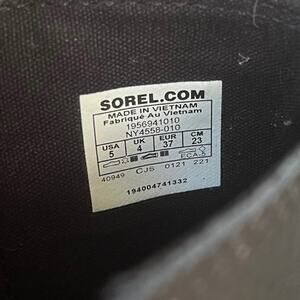 SOREL.COM
MADE IN VIETNAM
Fabriqué Au Vietnam
1956941010
NY4558-010
USA UK EUR CM
5 4 37 23
40949 CJS 0121 221
194004741332